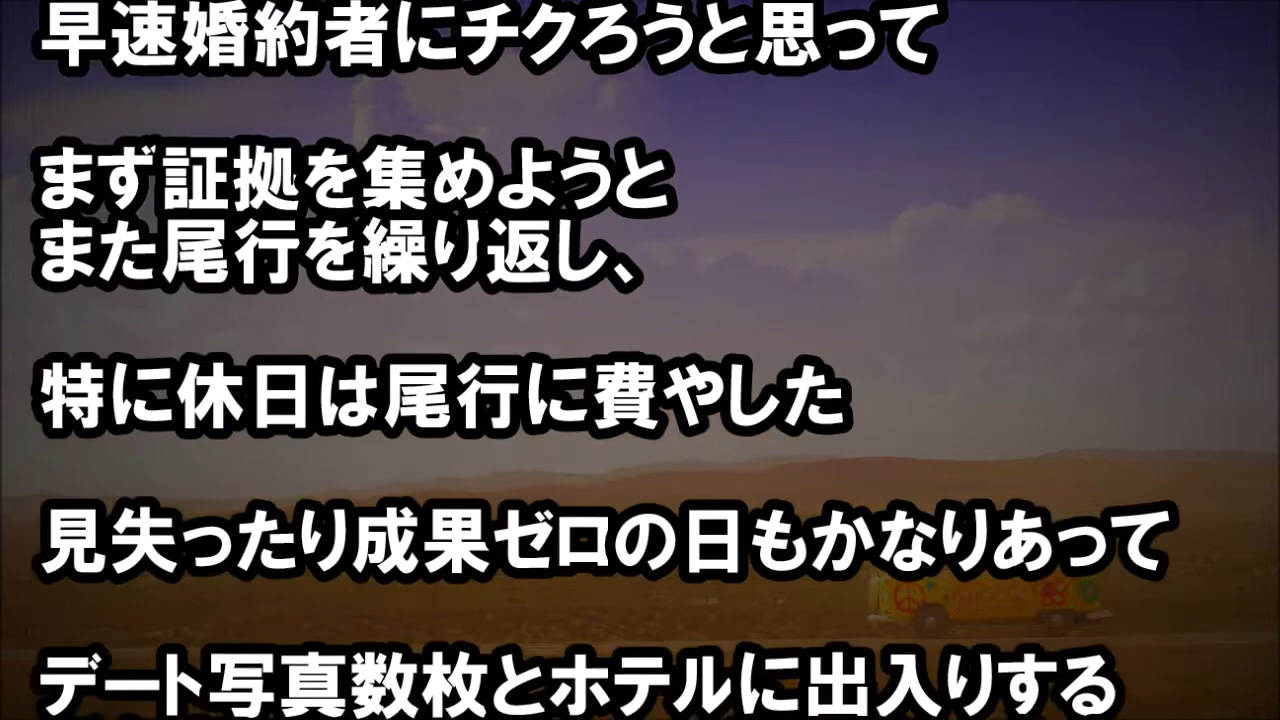 早速婚約者にチクろうと思って
まず証拠を集めようと
また尾行を繰り返し、
特に休日は尾行に費やした
見失ったり成果ゼロの日もかなりあって
デート写真数枚とホテルに出入りする